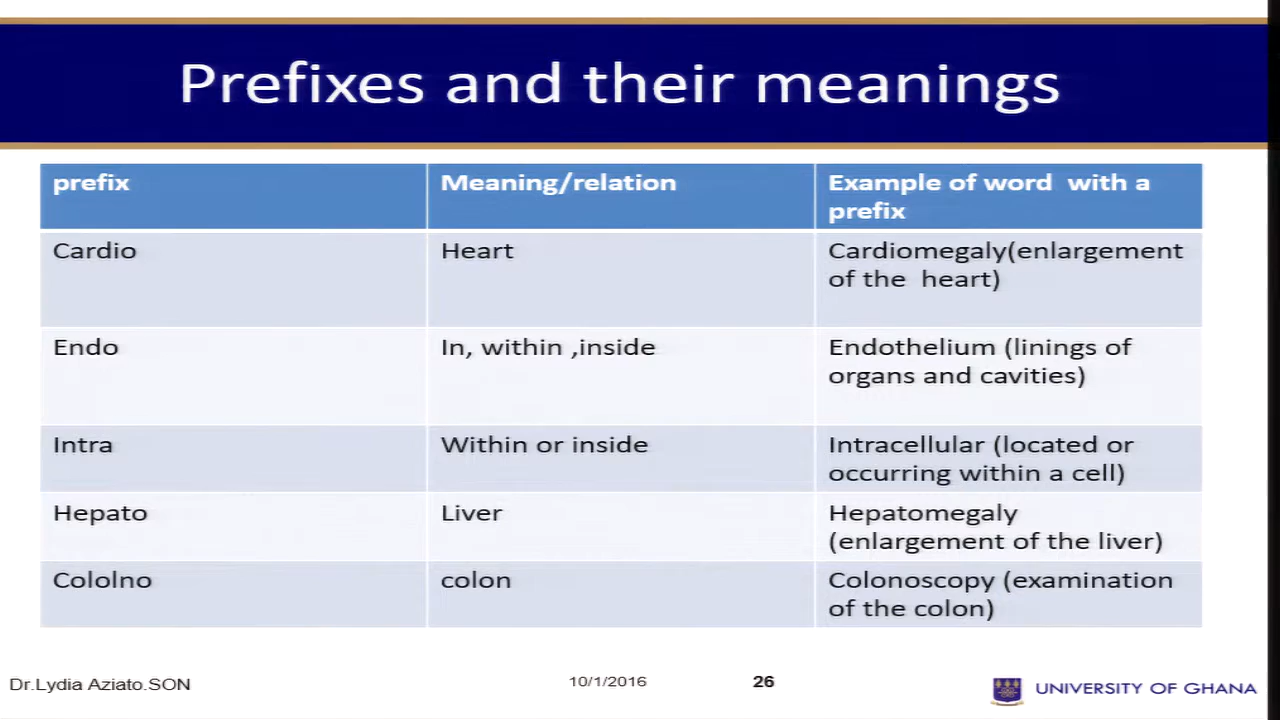 Prefixes and their meanings
prefix
Meaning/relation
Example of word with a
prefix
Cardio
Heart
Cardiomegaly(enlargement
of the heart)
Endo
In, within ,inside
Endothelium (linings of
organs and cavities)
Intra
Within or inside
Intracellular (located or
occurring within a cell)
Hepato
Liver
Hepatomegaly
(enlargement of the liver)
Cololno
colon
Colonoscopy (examination
of the colon)
Dr.Lydia Aziato.SON
10/1/2016
26
UNIVERSITY OF GHANA